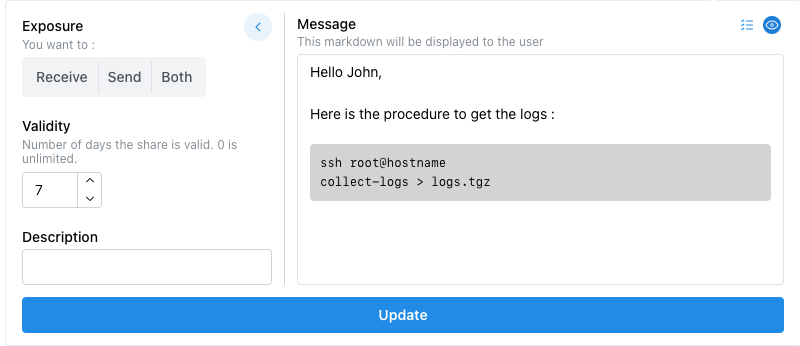 Exposure
You want to :
Receive Send Both
Validity
Number of days the share is valid. 0 is
unlimited.
7
Description
Message
This markdown will be displayed to the user
Hello John,
Here is the procedure to get the logs :
ssh root@hostname
collect-logs > logs.tgz
Update